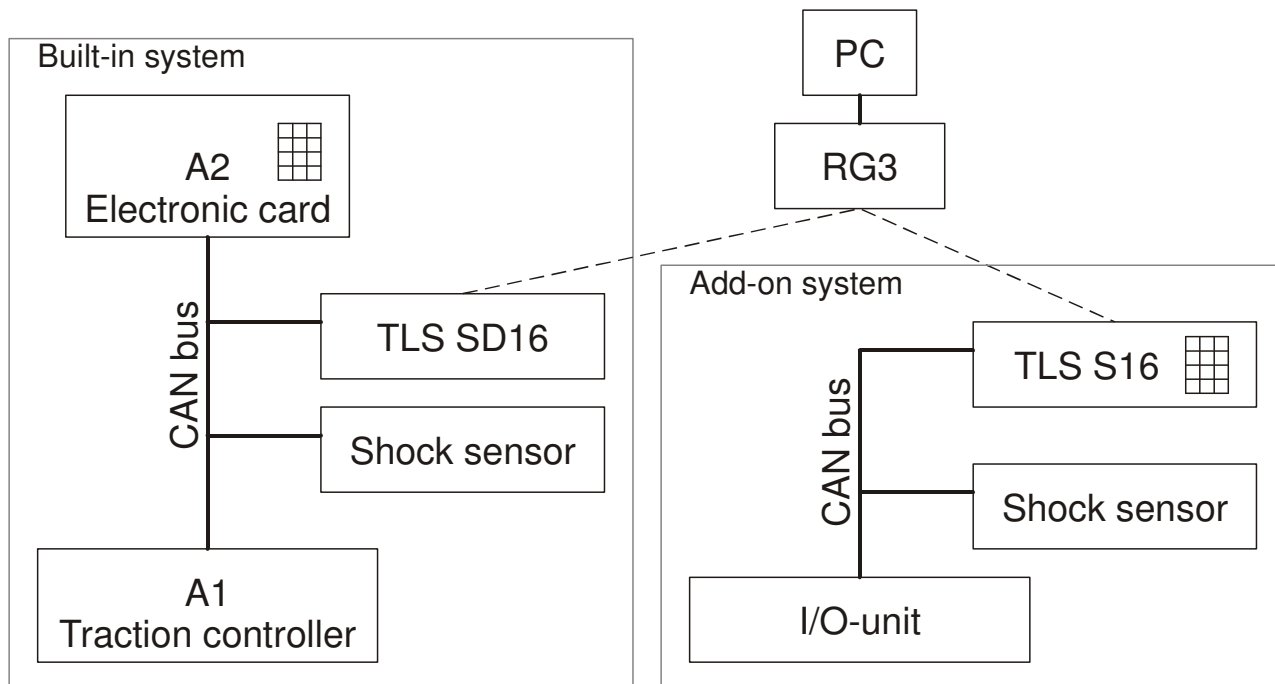 Built-in system
A2
Electronic card
CAN bus
TLS SD16
Shock sensor
A1
Traction controller
PC
RG3
Add-on system
TLS S16
CAN bus
Shock sensor
I/O-unit